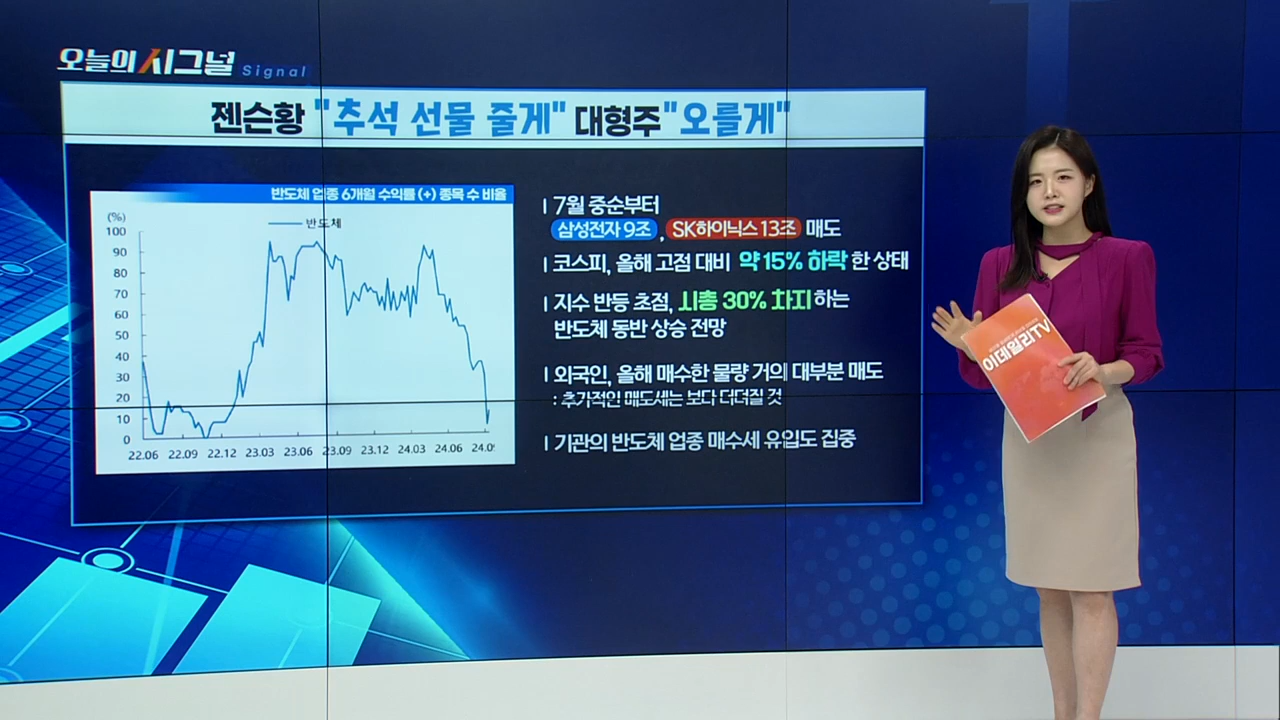 오늘의 시그널 Signal
젠슨황 "추석 선물 줄게" 대형주 "오를게"
반도체 업종 6개월 수익률 (+) 종목 수 비율
(%)
반도체
100
90
80
70
60
50
40
30
20
10
0
22.06 22.09 22.12 23.03 23.06 23.09 23.12 24.03 24.06 24.09
7월 중순부터
삼성전자 9조 , SK하이닉스 13조 매도
코스피, 올해 고점 대비 약 15% 하락 한 상태
지수 반등 초점, 시총 30% 차지하는
반도체 동반 상승 전망
외국인, 올해 매수한 물량 거의 대부분 매도
: 추가적인 매도세는 보다 더뎌질 것
기관의 반도체 업종 매수세 유입도 집중
이데일리TV